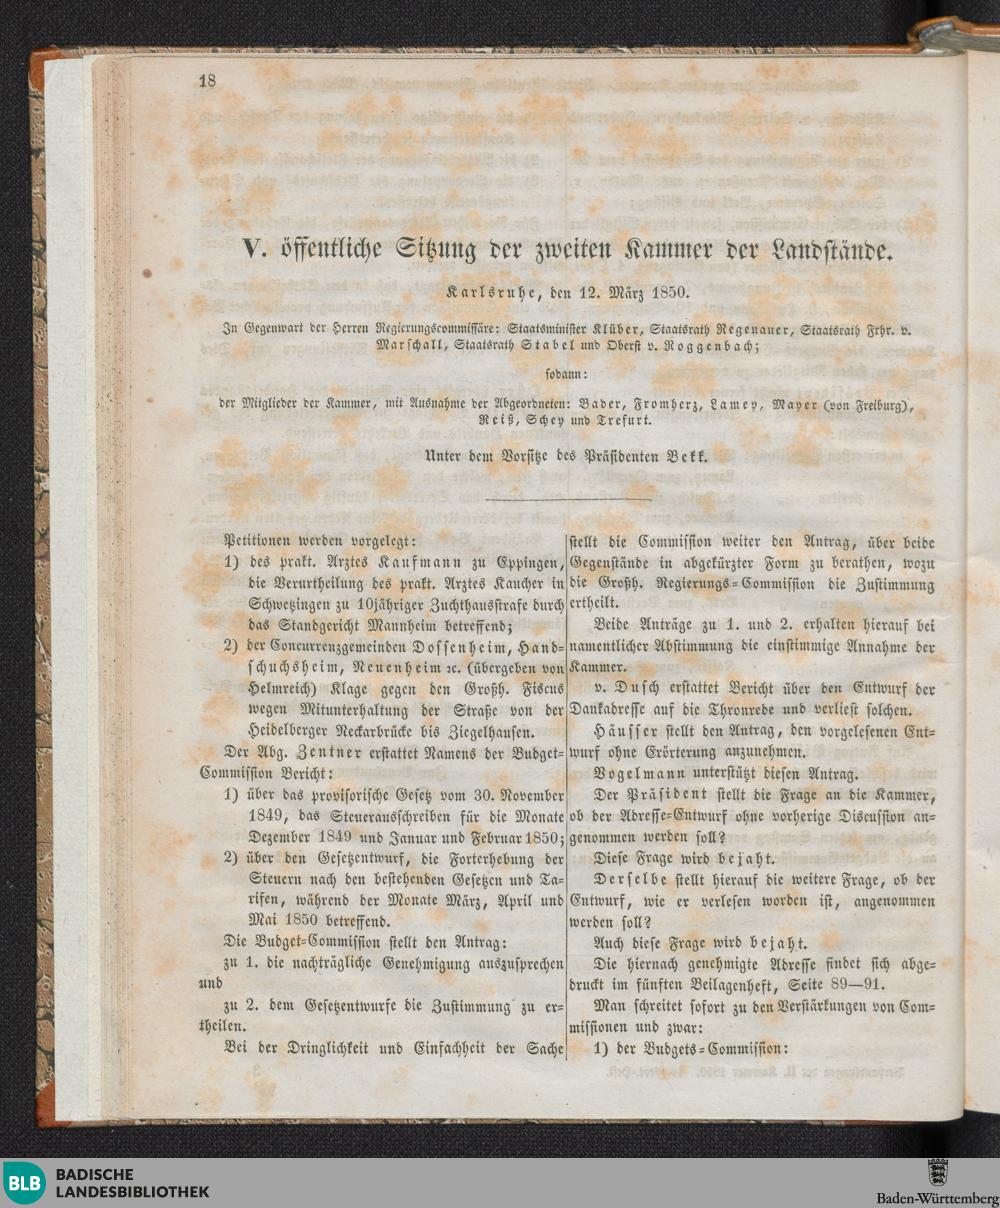 18
V. öffentliche Sitzung der zweiten Kammer der Landstände.
Karlsruhe, den 12. März 1850.
In Gegenwart der Herren Regierungscommissäre: Staatsminister Klüber, Staatsrath Regenauer, Staatsrath Frhr. v.
Marschall, Staatsrath Stabel und Oberst v. Roggenbach;
sodann:
der Mitglieder der Kammer, mit Ausnahme der Abgeordneten: Bader, Fromherz, Lamey, Mayer (von Freiburg),
Reiß, Schey und Trefurt.
Unter dem Vorsitze des Präsidenten Bekk.
Petitionen werden vorgelegt:
1) des prakt. Arztes Kaufmann zu Eppingen,
die Verurtheilung des prakt. Arztes Kaucher in
Schwetzingen zu 10jähriger Zuchthausstrafe durch
das Standgericht Mannheim betreffend;
2) der Concurrenzgemeinden Dossenheim, Hand-
schuchsheim, Neuenheim ꝛc. (übergeben von
Helmreich) Klage gegen den Großh. Fiscus
wegen Mitunterhaltung der Straße von der
Heidelberger Neckarbrücke bis Ziegelhausen.
Der Abg. Zentner erstattet Namens der Budget-
Commission Bericht:
1) über das provisorische Gesetz vom 30. November
1849, das Steuerausschreiben für die Monate
Dezember 1849 und Januar und Februar 1850;
2) über den Gesetzentwurf, die Forterhebung der
Steuern nach den bestehenden Gesetzen und Ta-
rifen, während der Monate März, April und
Mai 1850 betreffend.
Die Budget-Commission stellt den Antrag:
zu 1. die nachträgliche Genehmigung auszusprechen
und
zu 2. dem Gesetzentwurfe die Zustimmung zu er-
theilen.
Bei der Dringlichkeit und Einfachheit der Sache
stellt die Commission weiter den Antrag, über beide
Gegenstände in abgekürzter Form zu berathen, wozu
die Großh. Regierungs-Commission die Zustimmung
ertheilt.
Beide Anträge zu 1. und 2. erhalten hierauf bei
namentlicher Abstimmung die einstimmige Annahme der
Kammer.
v. Dusch erstattet Bericht über den Entwurf der
Dankadresse auf die Thronrede und verliest solchen.
Häusser stellt den Antrag, den vorgelesenen Ent-
wurf ohne Erörterung anzunehmen.
Vogelmann unterstützt diesen Antrag.
Der Präsident stellt die Frage an die Kammer,
ob der Adresse-Entwurf ohne vorherige Discussion an-
genommen werden soll?
Diese Frage wird bejaht.
Derselbe stellt hierauf die weitere Frage, ob der
Entwurf, wie er verlesen worden ist, angenommen
werden soll?
Auch diese Frage wird bejaht.
Die hiernach genehmigte Adresse findet sich abge-
druckt im fünften Beilagenheft, Seite 89—91.
Man schreitet sofort zu den Verstärkungen von Com-
missionen und zwar:
1) der Budgets-Commission:
BLB BADISCHE
LANDESBIBLIOTHEK
Baden-Württemberg